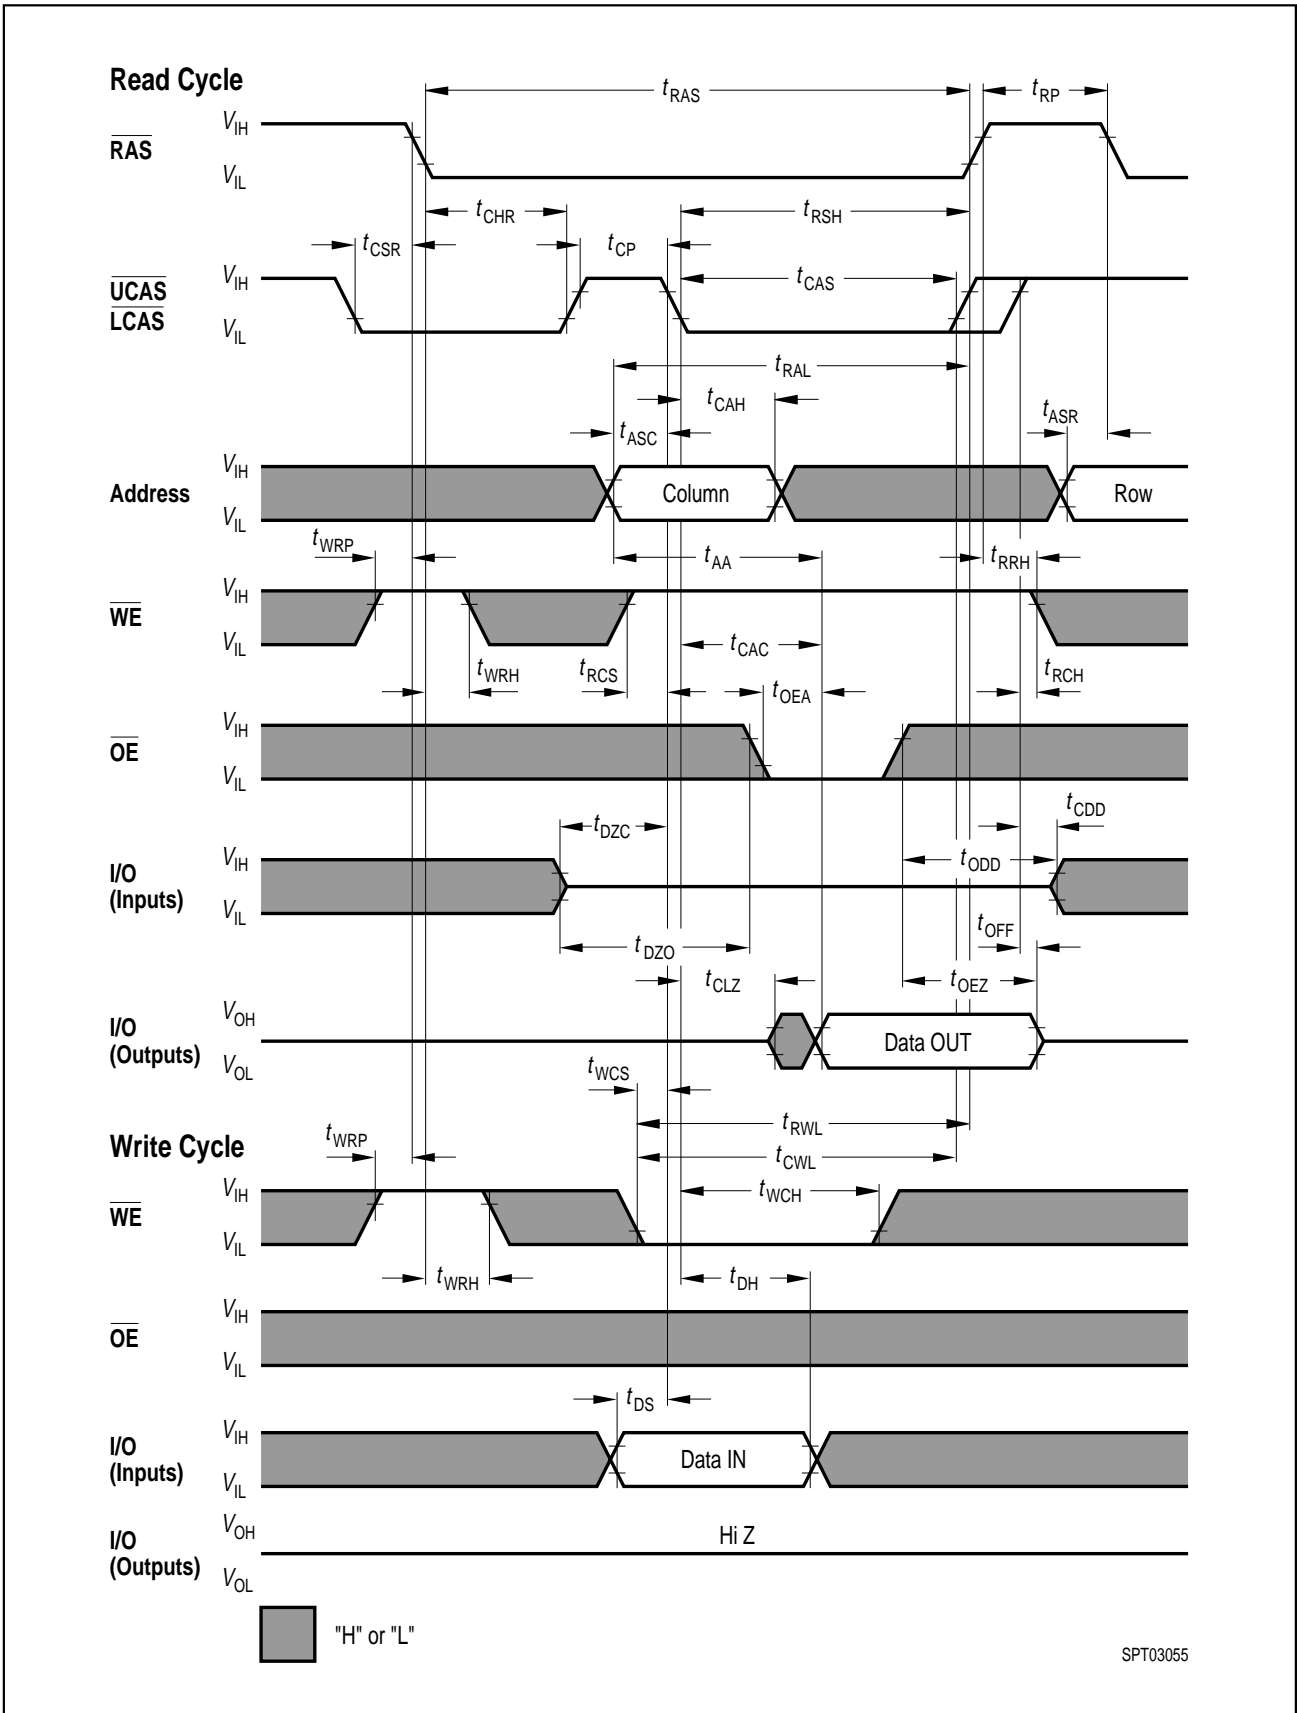 Read Cycle
tRAS
tRP
VIH
RAS
VIL
tCHR
tRSH
tCSR
tCP
VIH
UCAS
tCAS
LCAS
VIL
tRAL
tCAH
tASC
tASR
VIH
Address
Column
Row
VIL
tWRP
tAA
tRRH
VIH
WE
VIL
tCAC
tWRH
tRCS
tRCH
tOEA
VIH
OE
VIL
tCDD
tDZC
VIH
tODD
I/O
(Inputs)
VIL
tOFF
tDZO
tCLZ
tOEZ
VOH
I/O
(Outputs)
Data OUT
VOL
tWCS
tRWL
Write Cycle
tWRP
tCWL
VIH
tWCH
WE
VIL
tWRH
tDH
VIH
OE
VIL
tDS
VIH
I/O
(Inputs)
Data IN
VIL
VOH
Hi Z
I/O
(Outputs)
VOL
"H" or "L"
SPT03055